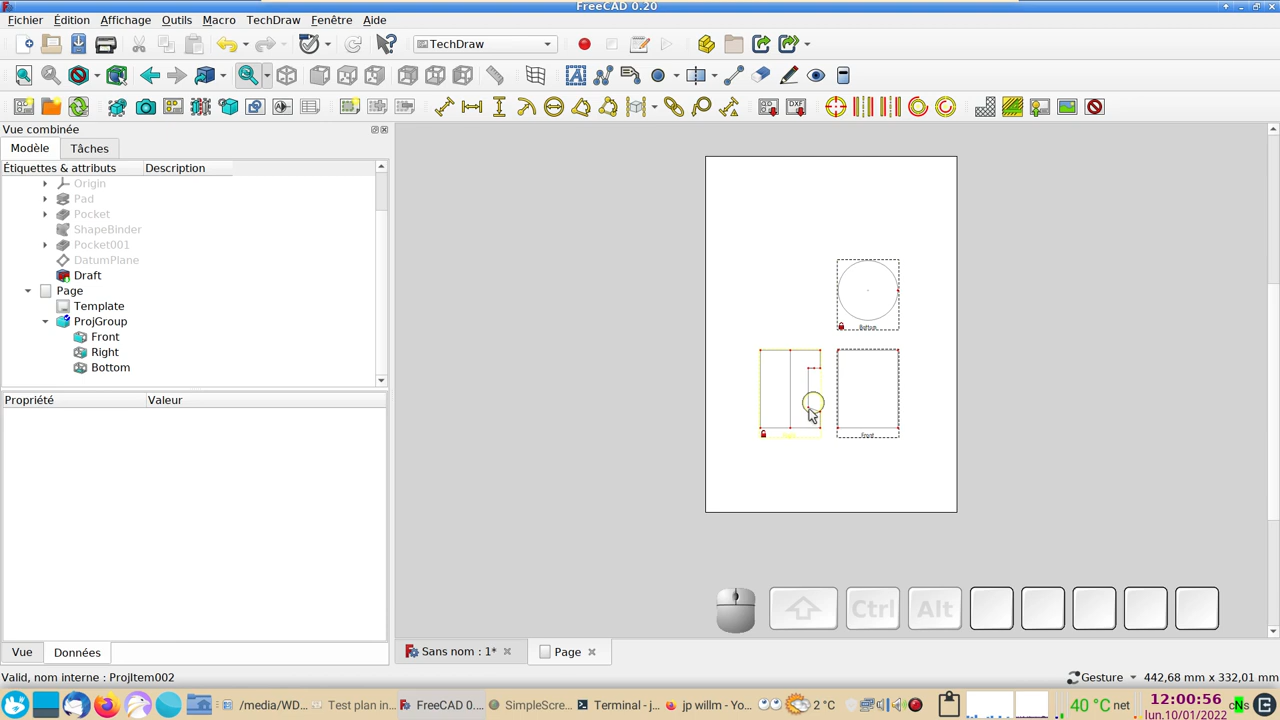 FreeCAD 0.20
Fichier Édition Affichage Outils Macro TechDraw Fenêtre Aide
TechDraw
Vue combinée
Modèle Tâches
Étiquettes & attributs Description
Origin
Pad
Pocket
ShapeBinder
Pocket001
DatumPlane
Draft
Page
Template
ProjGroup
Front
Right
Bottom
Propriété Valeur
Bottom
Front
Ctrl Alt
Vue Données
Sans nom : 1* Page
Valid, nom interne : ProjItem002
Gesture 442,68 mm x 332,01 mm
/media/WD... Test plan in... FreeCAD 0.... SimpleScre... Terminal - j... jp willm - Yo... 2 °C
40 °C net
12:00:56
lun.10/01/2022